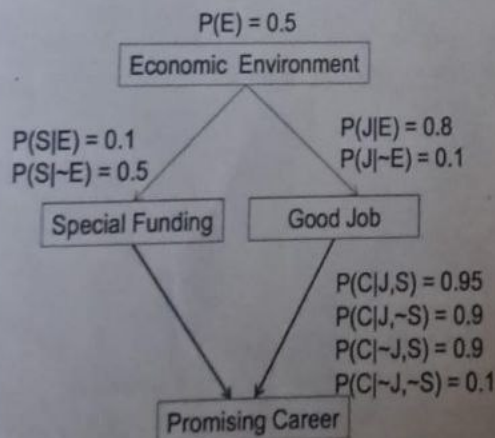 P(E) = 0.5
Economic Environment
P(S|E) = 0.1
P(S|~E) = 0.5
P(J|E) = 0.8
P(J|~E) = 0.1
Special Funding
Good Job
P(C|J,S) = 0.95
P(C|J,~S) = 0.9
P(C|~J,S) = 0.9
P(C|~J,~S) = 0.1
Promising Career